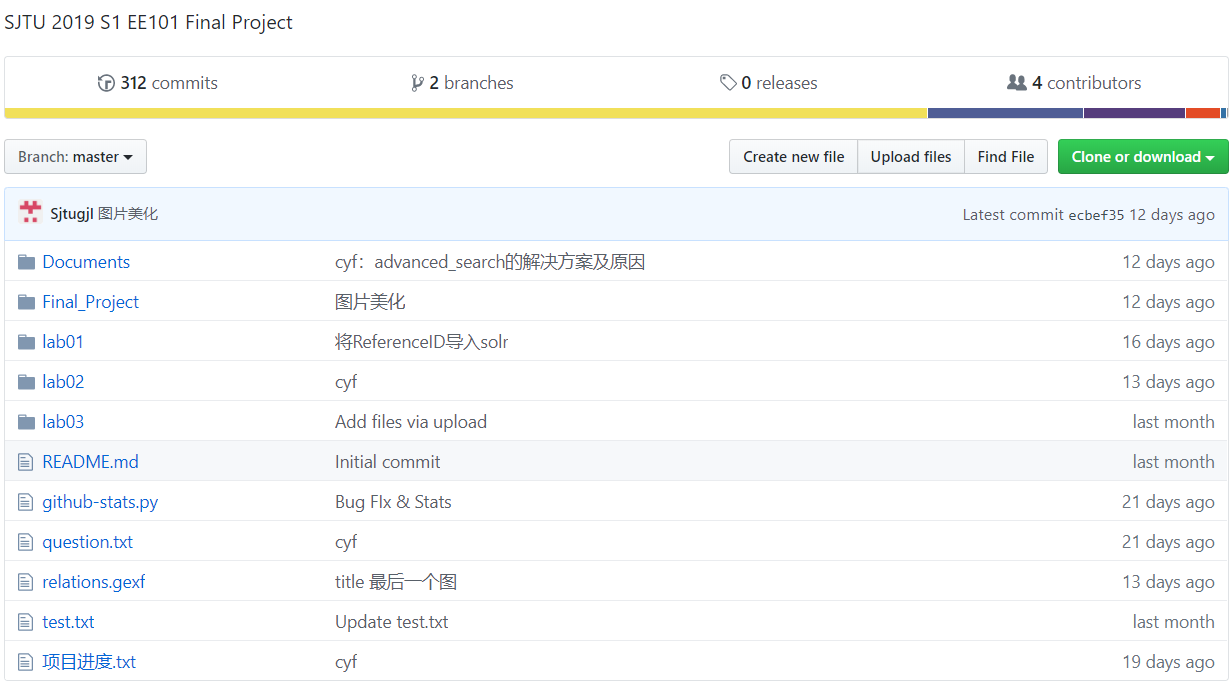 SJTU 2019 S1 EE101 Final Project
312 commits 2 branches 0 releases 4 contributors
Branch: master Create new file Upload files Find File Clone or download
Sjtugjl 图片美化 Latest commit ecbef35 12 days ago
Documents cyf：advanced_search的解决方案及原因 12 days ago
Final_Project 图片美化 12 days ago
lab01 将ReferenceID导入solr 16 days ago
lab02 cyf 13 days ago
lab03 Add files via upload last month
README.md Initial commit last month
github-stats.py Bug FIx & Stats 21 days ago
question.txt cyf 21 days ago
relations.gexf title 最后一个图 13 days ago
test.txt Update test.txt last month
项目进度.txt cyf 19 days ago